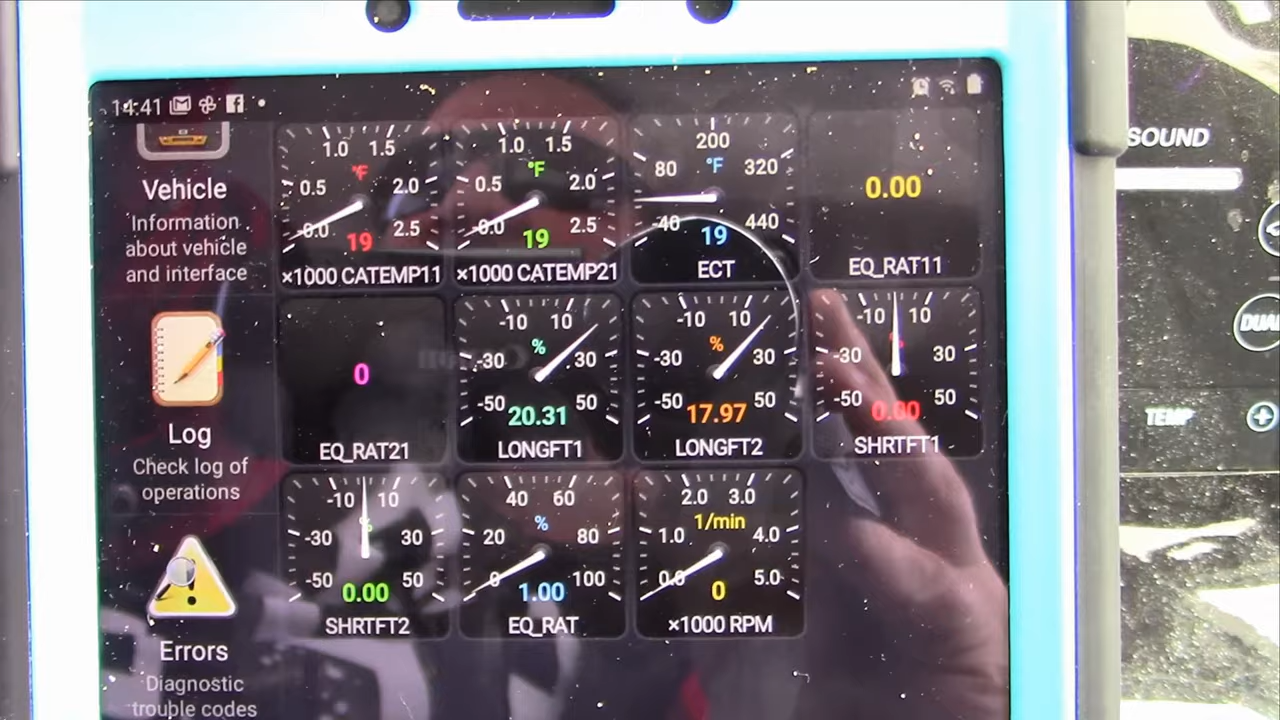 14:41
Vehicle
Information
about vehicle
and interface
Log
Check log of
operations
Errors
Diagnostic
trouble codes
1.0 1.5
°F
0.5 2.0
0.0 2.5
19
×1000 CATEMP11
1.0 1.5
°F
0.5 2.0
0.0 2.5
19
×1000 CATEMP21
200
°F
80 320
-40 440
19
ECT
0.00
EQ_RAT11
0
EQ_RAT21
-10 10
%
-30 30
-50 50
20.31
LONGFT1
-10 10
%
-30 30
-50 50
17.97
LONGFT2
-10 10
-30 30
-50 50
0.00
SHRTFT1
-10 10
-30 30
-50 50
0.00
SHRTFT2
40 60
%
20 80
0 100
1.00
EQ_RAT
2.0 3.0
1/min
1.0 4.0
0.0 5.0
0
×1000 RPM
SOUND
DUAL
TEMP